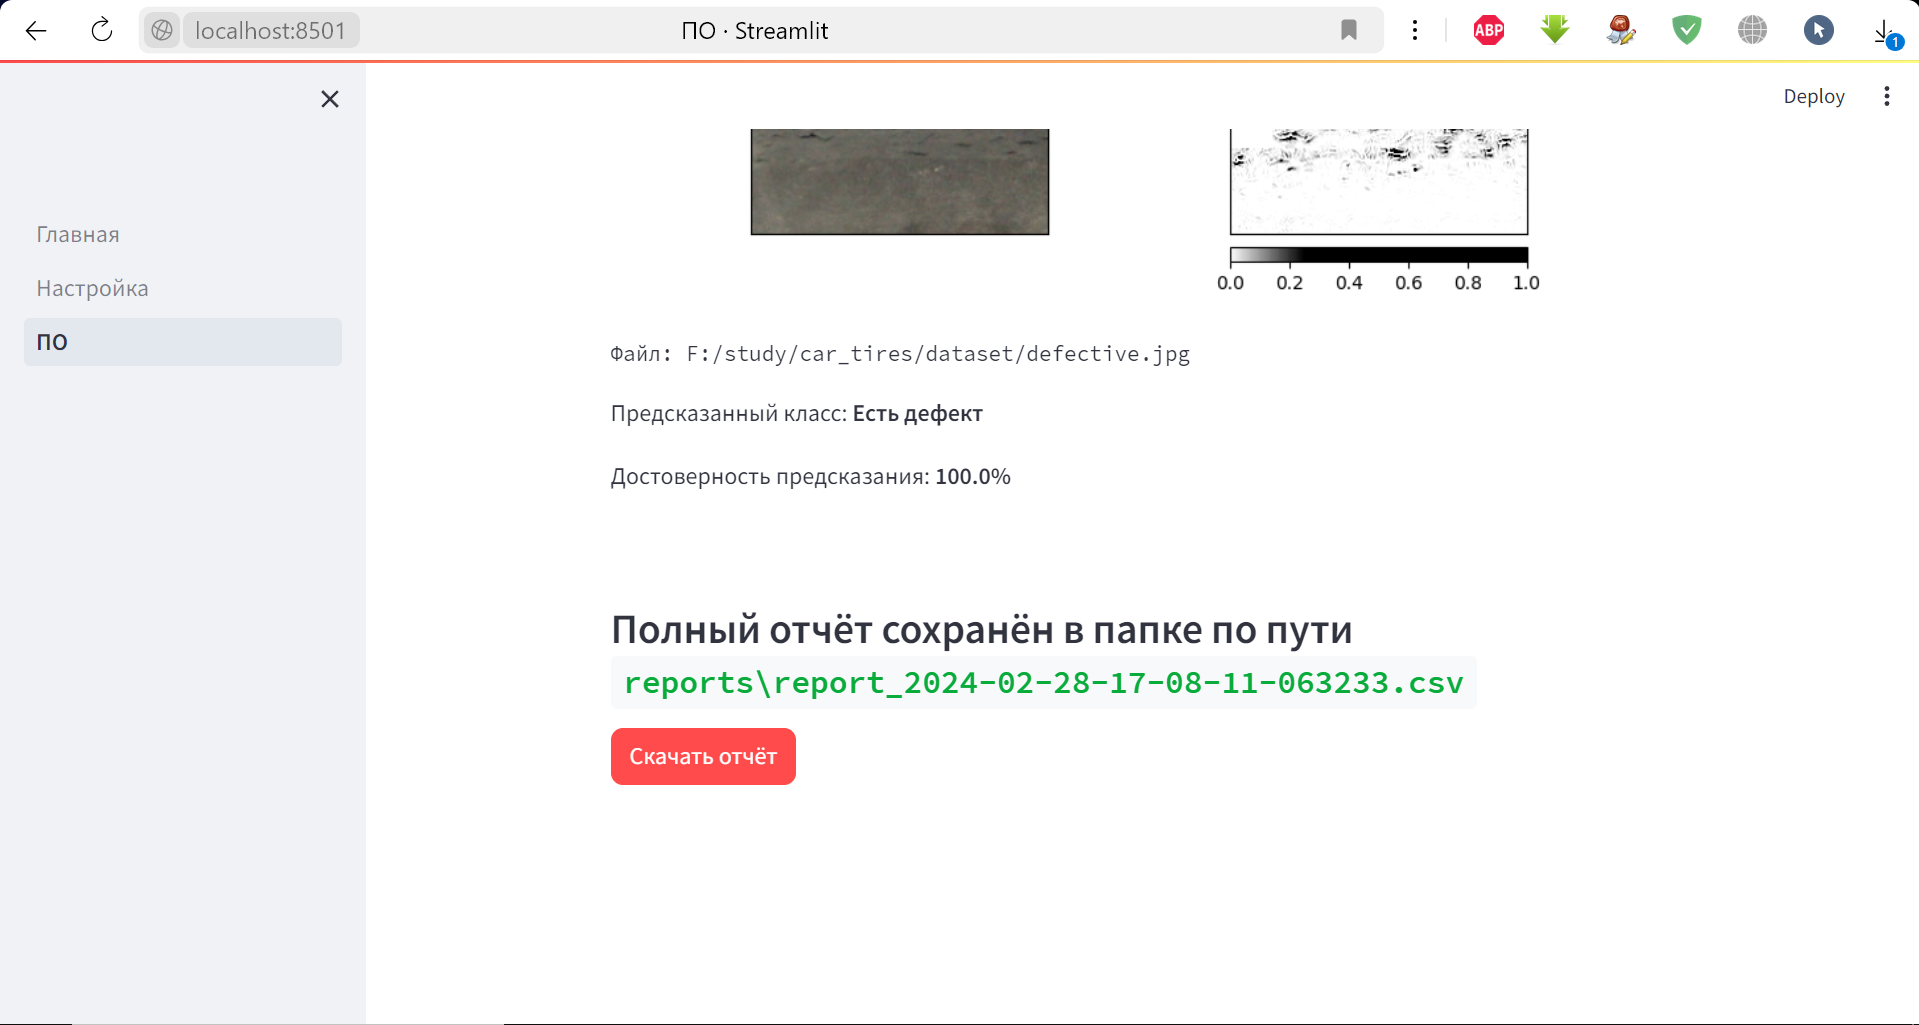 localhost:8501
ПО · Streamlit
ABP
1
Deploy
Главная
Настройка
ПО
0.0 0.2 0.4 0.6 0.8 1.0
Файл: F:/study/car_tires/dataset/defective.jpg
Предсказанный класс: Есть дефект
Достоверность предсказания: 100.0%
Полный отчёт сохранён в папке по пути
reports\report_2024-02-28-17-08-11-063233.csv
Скачать отчёт